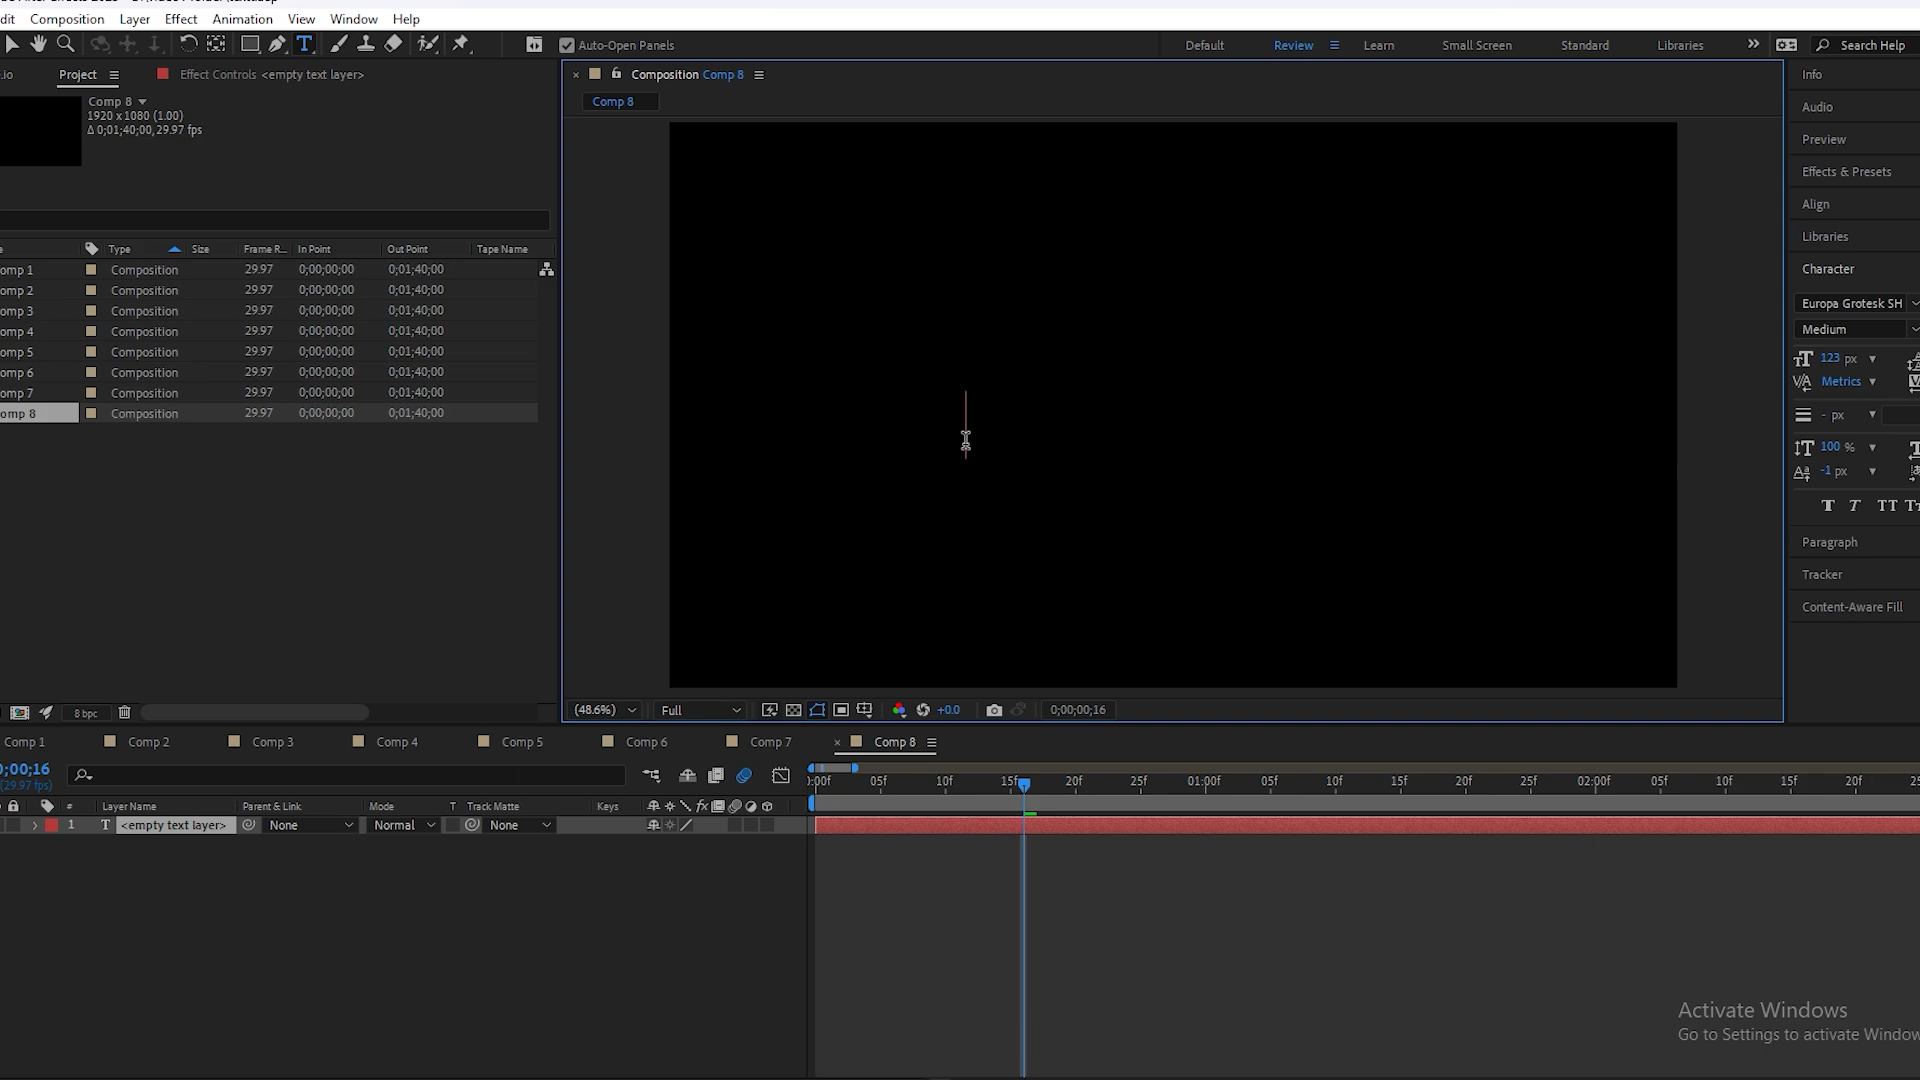 dit Composition Layer Effect Animation View Window Help
Auto-Open Panels Default Review Learn Small Screen Standard Libraries Search Help
.io Project Effect Controls <empty text layer>
Composition Comp 8
Comp 8
Comp 8
1920 x 1080 (1.00)
Δ 0;01;40;00, 29.97 fps
Type Size Frame R... In Point Out Point Tape Name
omp 1 Composition 29.97 0;00;00;00 0;01;40;00
omp 2 Composition 29.97 0;00;00;00 0;01;40;00
omp 3 Composition 29.97 0;00;00;00 0;01;40;00
omp 4 Composition 29.97 0;00;00;00 0;01;40;00
omp 5 Composition 29.97 0;00;00;00 0;01;40;00
omp 6 Composition 29.97 0;00;00;00 0;01;40;00
omp 7 Composition 29.97 0;00;00;00 0;01;40;00
omp 8 Composition 29.97 0;00;00;00 0;01;40;00
8 bpc
(48.6%) Full +0.0 0;00;00;16
Info
Audio
Preview
Effects & Presets
Align
Libraries
Character
Europa Grotesk SH
Medium
123 px
Metrics
- px
100 %
-1 px
T T TT
Paragraph
Tracker
Content-Aware Fill
Comp 1 Comp 2 Comp 3 Comp 4 Comp 5 Comp 6 Comp 7 Comp 8
0;00;16
(29.97 fps)
:00f 05f 10f 15f 20f 25f 01:00f 05f 10f 15f 20f 25f 02:00f 05f 10f 15f 20f
# Layer Name Parent & Link Mode T Track Matte Keys
1 T <empty text layer> None Normal None
Activate Windows
Go to Settings to activate Window